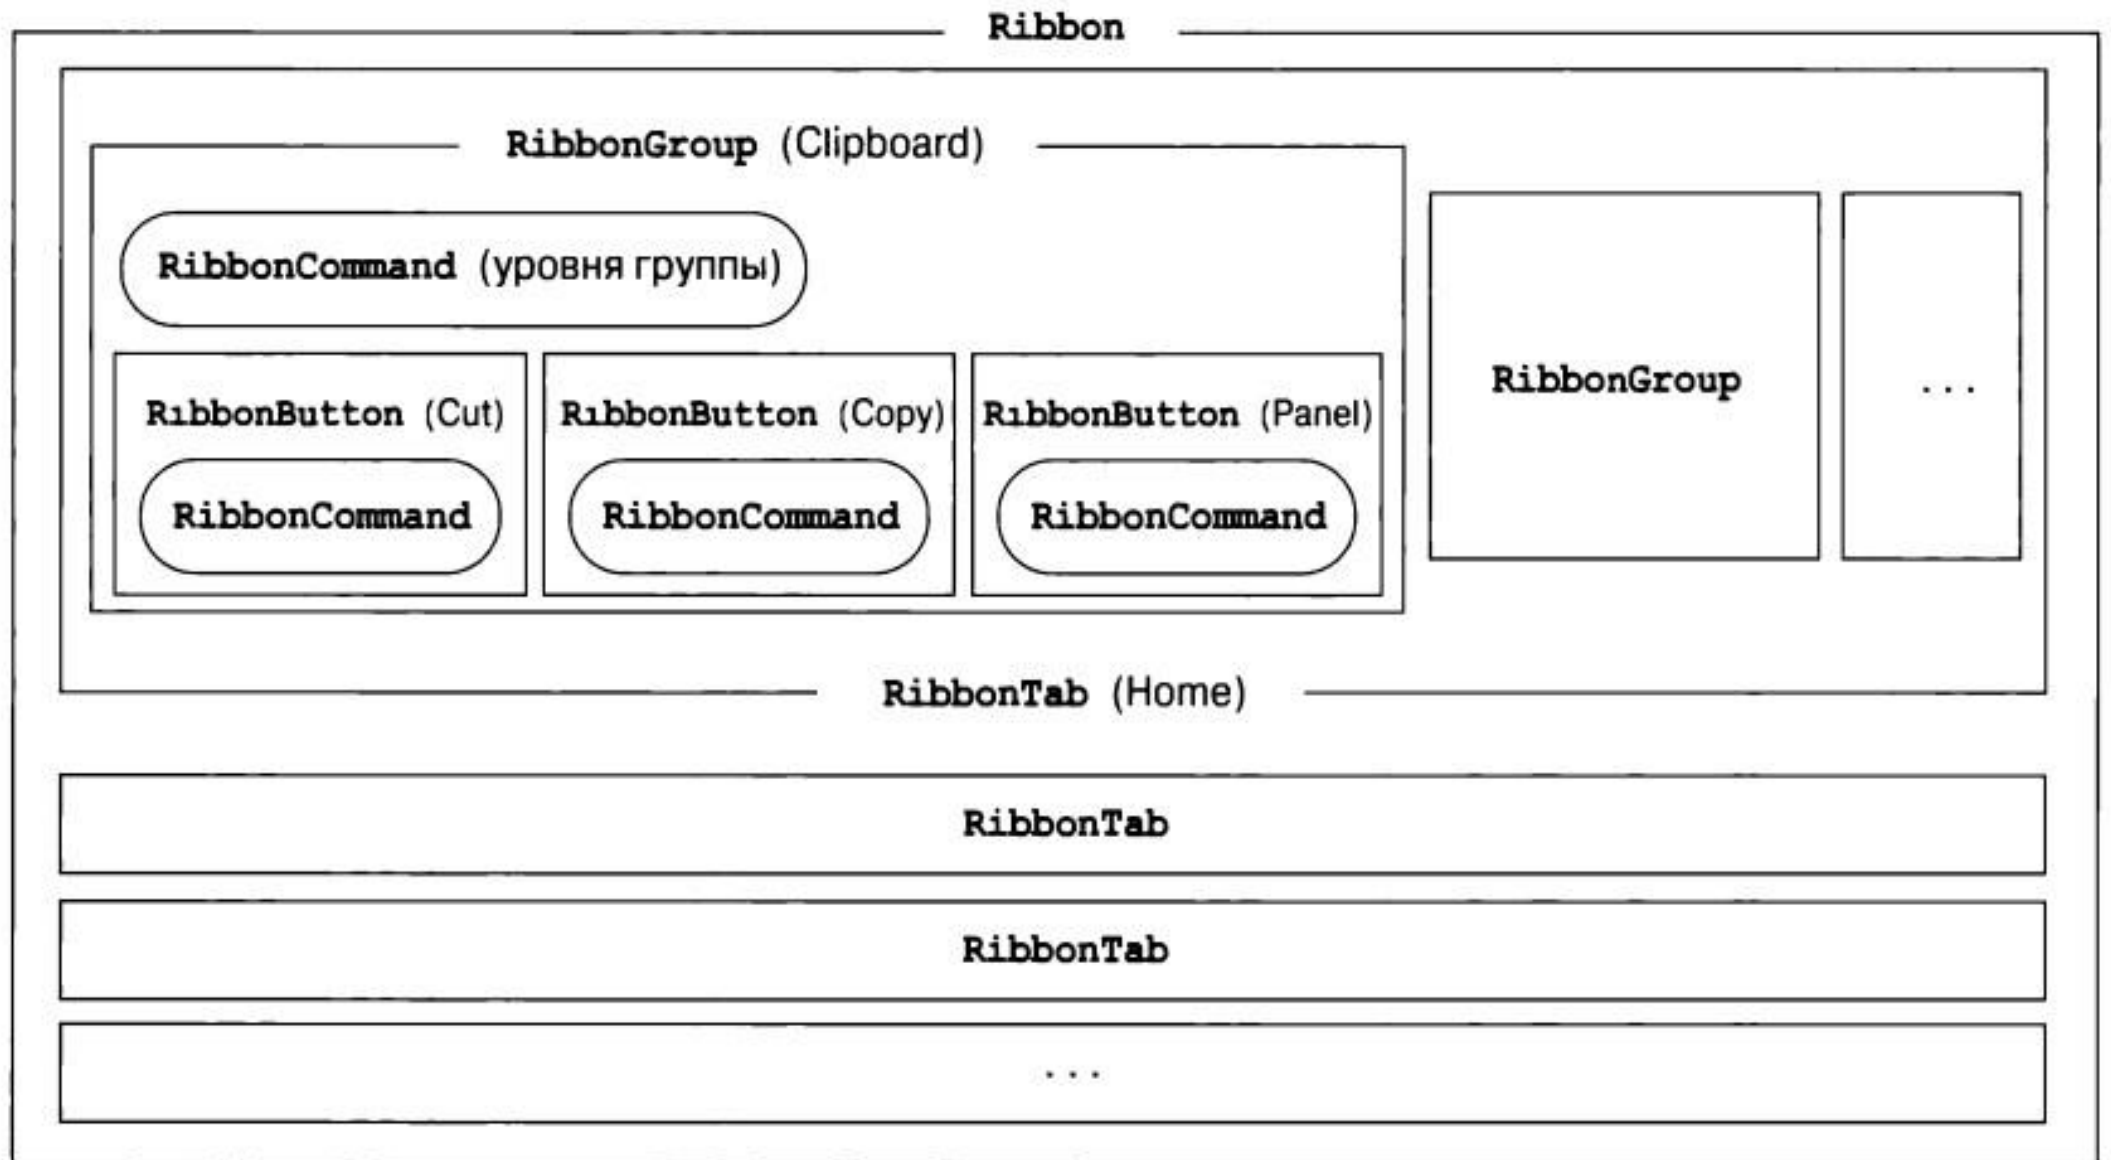 Ribbon
RibbonGroup (Clipboard)
RibbonCommand (уровня группы)
RibbonButton (Cut)
RibbonCommand
RibbonButton (Copy)
RibbonCommand
RibbonButton (Panel)
RibbonCommand
RibbonGroup
...
RibbonTab (Home)
RibbonTab
RibbonTab
...